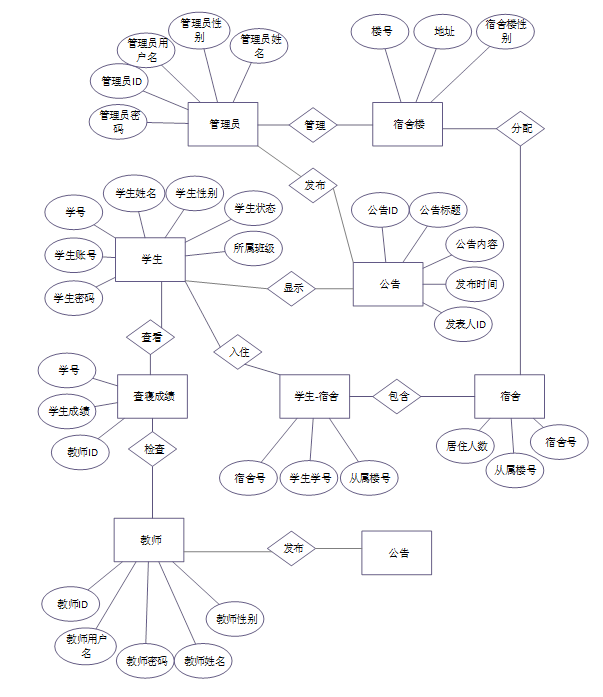 管理员性
别
管理员用
户名
管理员姓
名
管理员ID
管理员密
码
管理员
管理
楼号
地址
宿舍楼性
别
宿舍楼
分配
发布
学生姓名
学生性别
学号
学生状态
学生账号
所属班级
学生密码
学生
显示
公告ID
公告标题
公告内容
发布时间
发表人ID
公告
查看
入住
学号
学生成绩
教师ID
查寝成绩
学生-宿舍
包含
宿舍
检查
宿舍号
学生学号
从属楼号
居住人数
从属楼号
宿舍号
教师
发布
公告
教师ID
教师用户
名
教师密码
教师姓名
教师性别